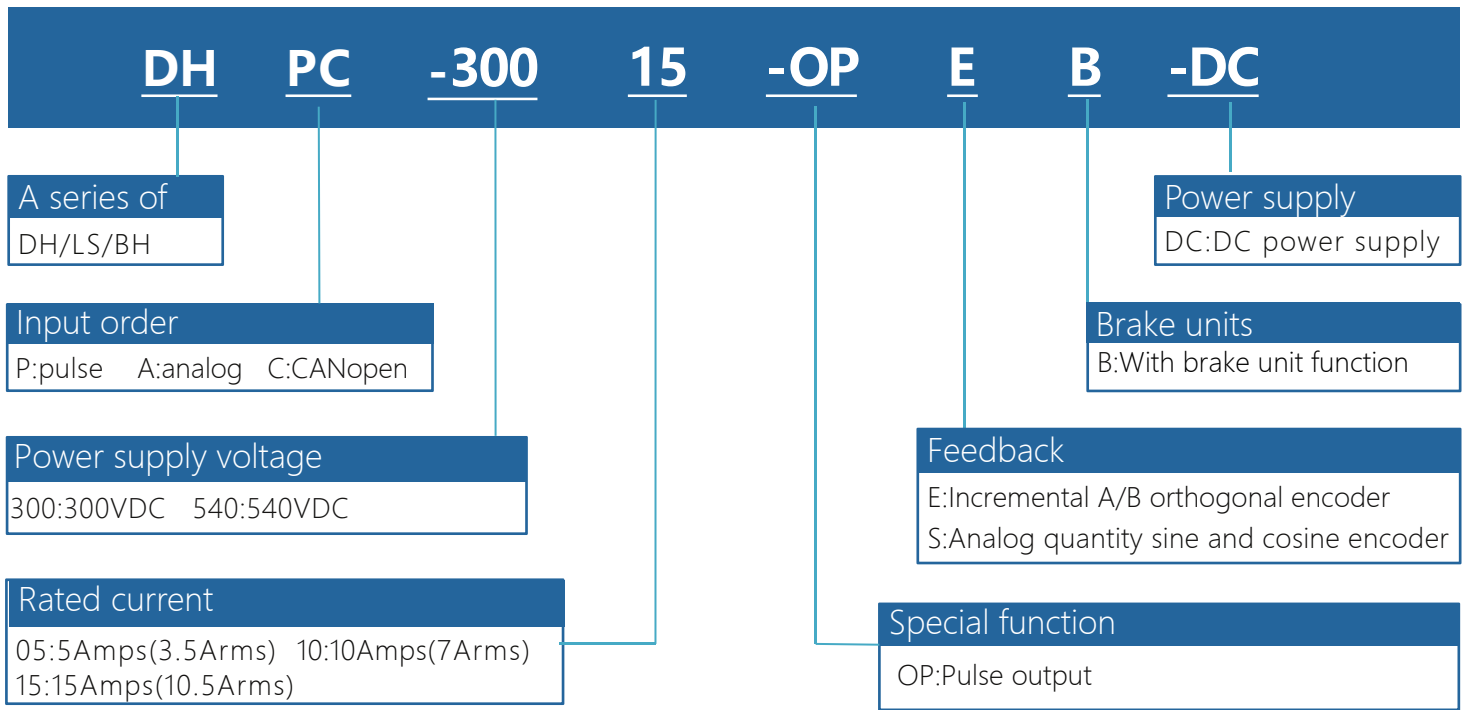 DH PC -300 15 -OP E B -DC
A series of
DH/LS/BH
Power supply
DC:DC power supply
Input order
P:pulse A:analog C:CANopen
Brake units
B:With brake unit function
Power supply voltage
300:300VDC 540:540VDC
Feedback
E:Incremental A/B orthogonal encoder
S:Analog quantity sine and cosine encoder
Rated current
05:5Amps(3.5Arms) 10:10Amps(7Arms)
15:15Amps(10.5Arms)
Special function
OP:Pulse output